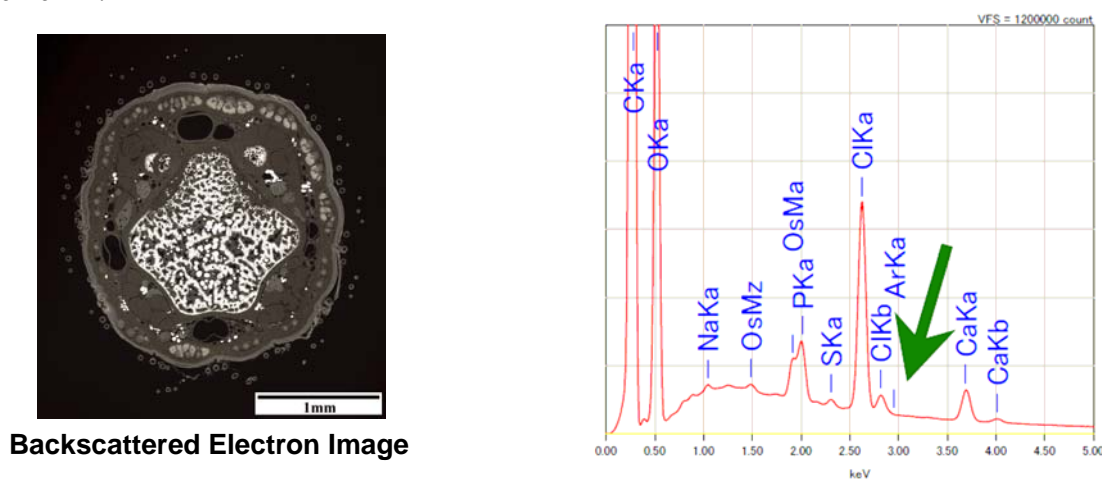 VFS = 1200000 count
CKa
OKa
NaKa
OsMz
PKa
OsMa
SKa
ClKa
ClKb
ArKa
CaKa
CaKb
1mm
0.00 0.50 1.00 1.50 2.00 2.50 3.00 3.50 4.00 4.50 5.00
keV
Backscattered Electron Image